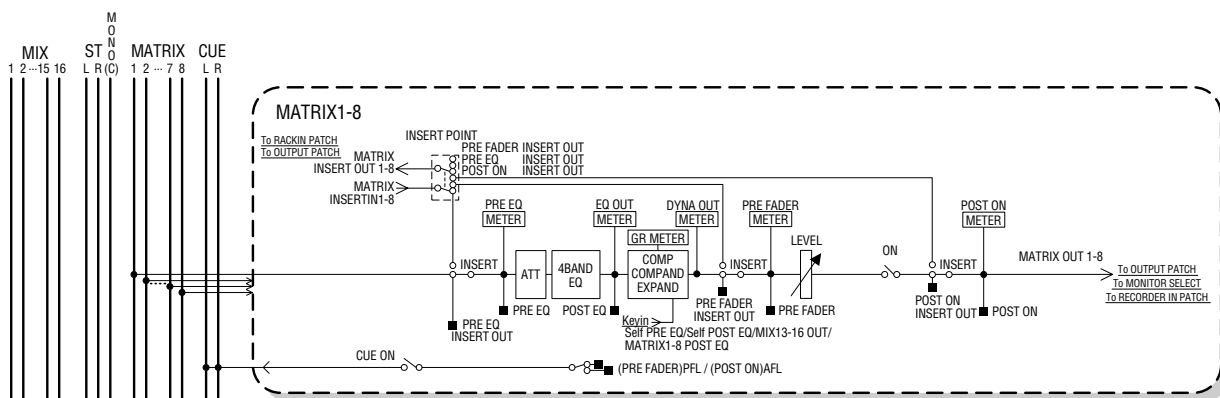 MIX
1 2 ... 15 16
ST
L R
MONO
(C)
MATRIX
1 2 ... 7 8
CUE
L R
MATRIX1-8
To RACKIN PATCH
To OUTPUT PATCH
INSERT POINT
MATRIX
INSERT OUT 1-8
MATRIX
INSERTIN1-8
PRE FADER INSERT OUT
PRE EQ INSERT OUT
POST ON INSERT OUT
PRE EQ
METER
EQ OUT
METER
DYNA OUT
METER
PRE FADER
METER
POST ON
METER
GR METER
LEVEL
ON
INSERT
ATT
4BAND
EQ
COMP
COMPAND
EXPAND
INSERT
INSERT
MATRIX OUT 1-8
To OUTPUT PATCH
To MONITOR SELECT
To RECORDER IN PATCH
PRE EQ
INSERT OUT
PRE EQ
POST EQ
PRE FADER
INSERT OUT
PRE FADER
POST ON
INSERT OUT
POST ON
Keyin
Self PRE EQ/Self POST EQ/MIX13-16 OUT/
MATRIX1-8 POST EQ
CUE ON
(PRE FADER)PFL / (POST ON)AFL